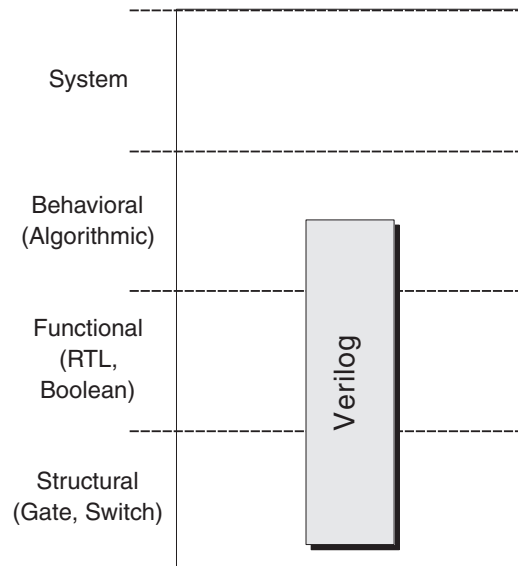 System
Behavioral
(Algorithmic)
Functional
(RTL,
Boolean)
Verilog
Structural
(Gate, Switch)